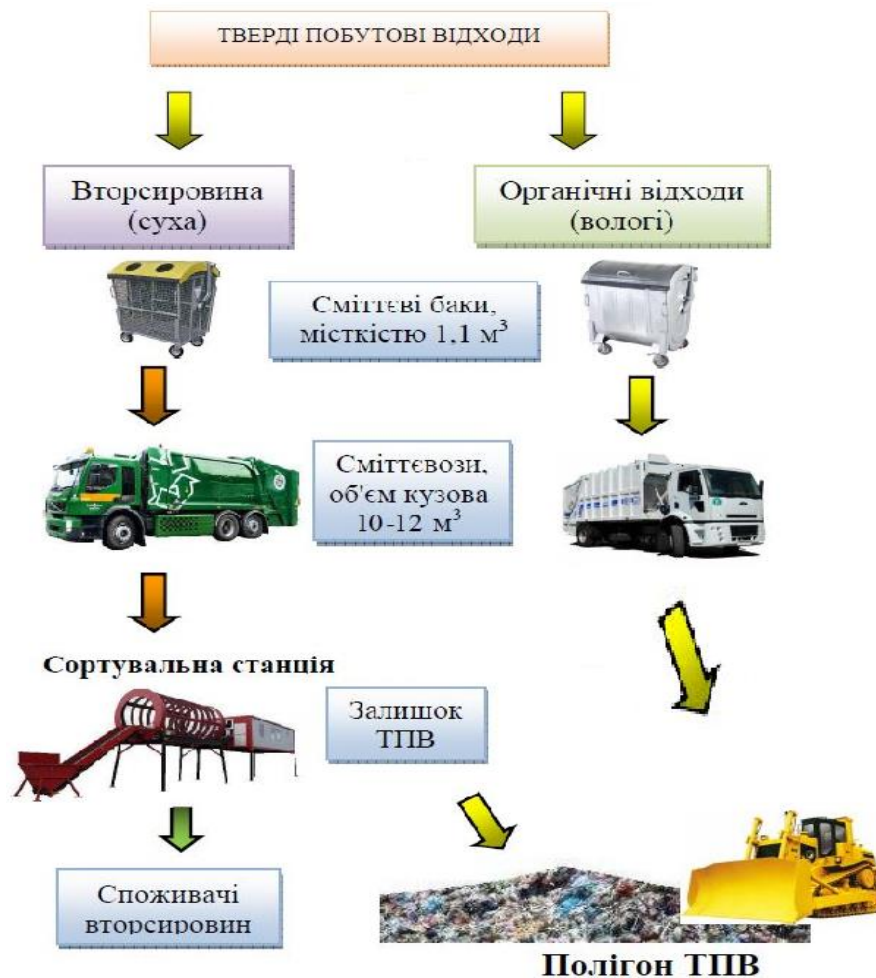 ТВЕРДІ ПОБУТОВІ ВІДХОДИ
Вторсировина
(суха)
Органічні відходи
(вологі)
Сміттєві баки,
місткістю 1,1 м³
Сміттєвози,
об'єм кузова
10-12 м³
Сортувальна станція
Залишок
ТПВ
Споживачі
вторсировин
Полігон ТПВ